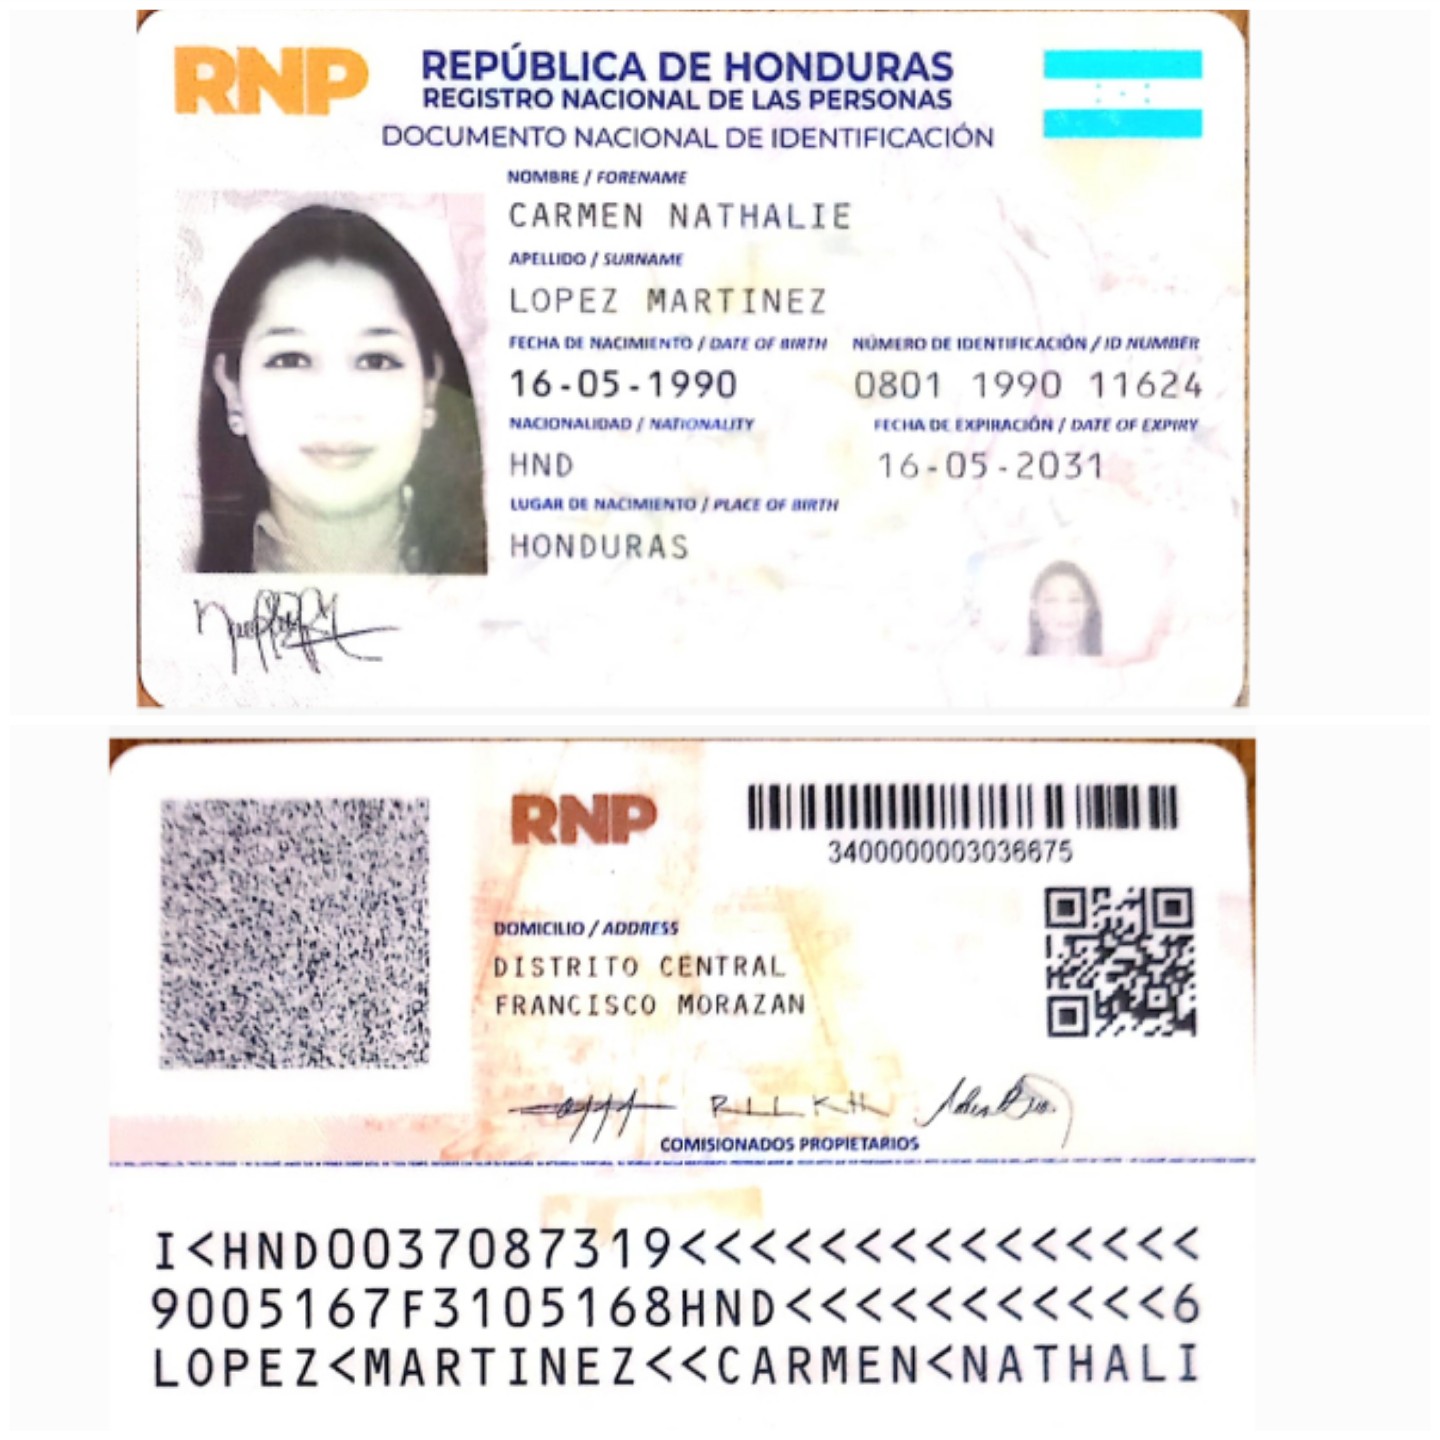 RNP
REPÚBLICA DE HONDURAS
REGISTRO NACIONAL DE LAS PERSONAS
DOCUMENTO NACIONAL DE IDENTIFICACIÓN
NOMBRE / FORENAME
CARMEN NATHALIE
APELLIDO / SURNAME
LOPEZ MARTINEZ
FECHA DE NACIMIENTO / DATE OF BIRTH NÚMERO DE IDENTIFICACIÓN / ID NUMBER
16-05-1990 0801 1990 11624
NACIONALIDAD / NATIONALITY FECHA DE EXPIRACIÓN / DATE OF EXPIRY
HND 16-05-2031
LUGAR DE NACIMIENTO / PLACE OF BIRTH
HONDURAS
RNP
3400000003036675
DOMICILIO / ADDRESS
DISTRITO CENTRAL
FRANCISCO MORAZAN
COMISIONADOS PROPIETARIOS
I<HND0037087319<<<<<<<<<<<<<<<
9005167F3105168HND<<<<<<<<<<<6
LOPEZ<MARTINEZ<<CARMEN<NATHALI